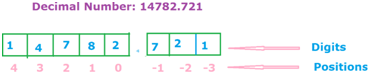 Decimal Number: 14782.721
1 4 7 8 2 . 7 2 1 Digits
4 3 2 1 0 -1 -2 -3 Positions